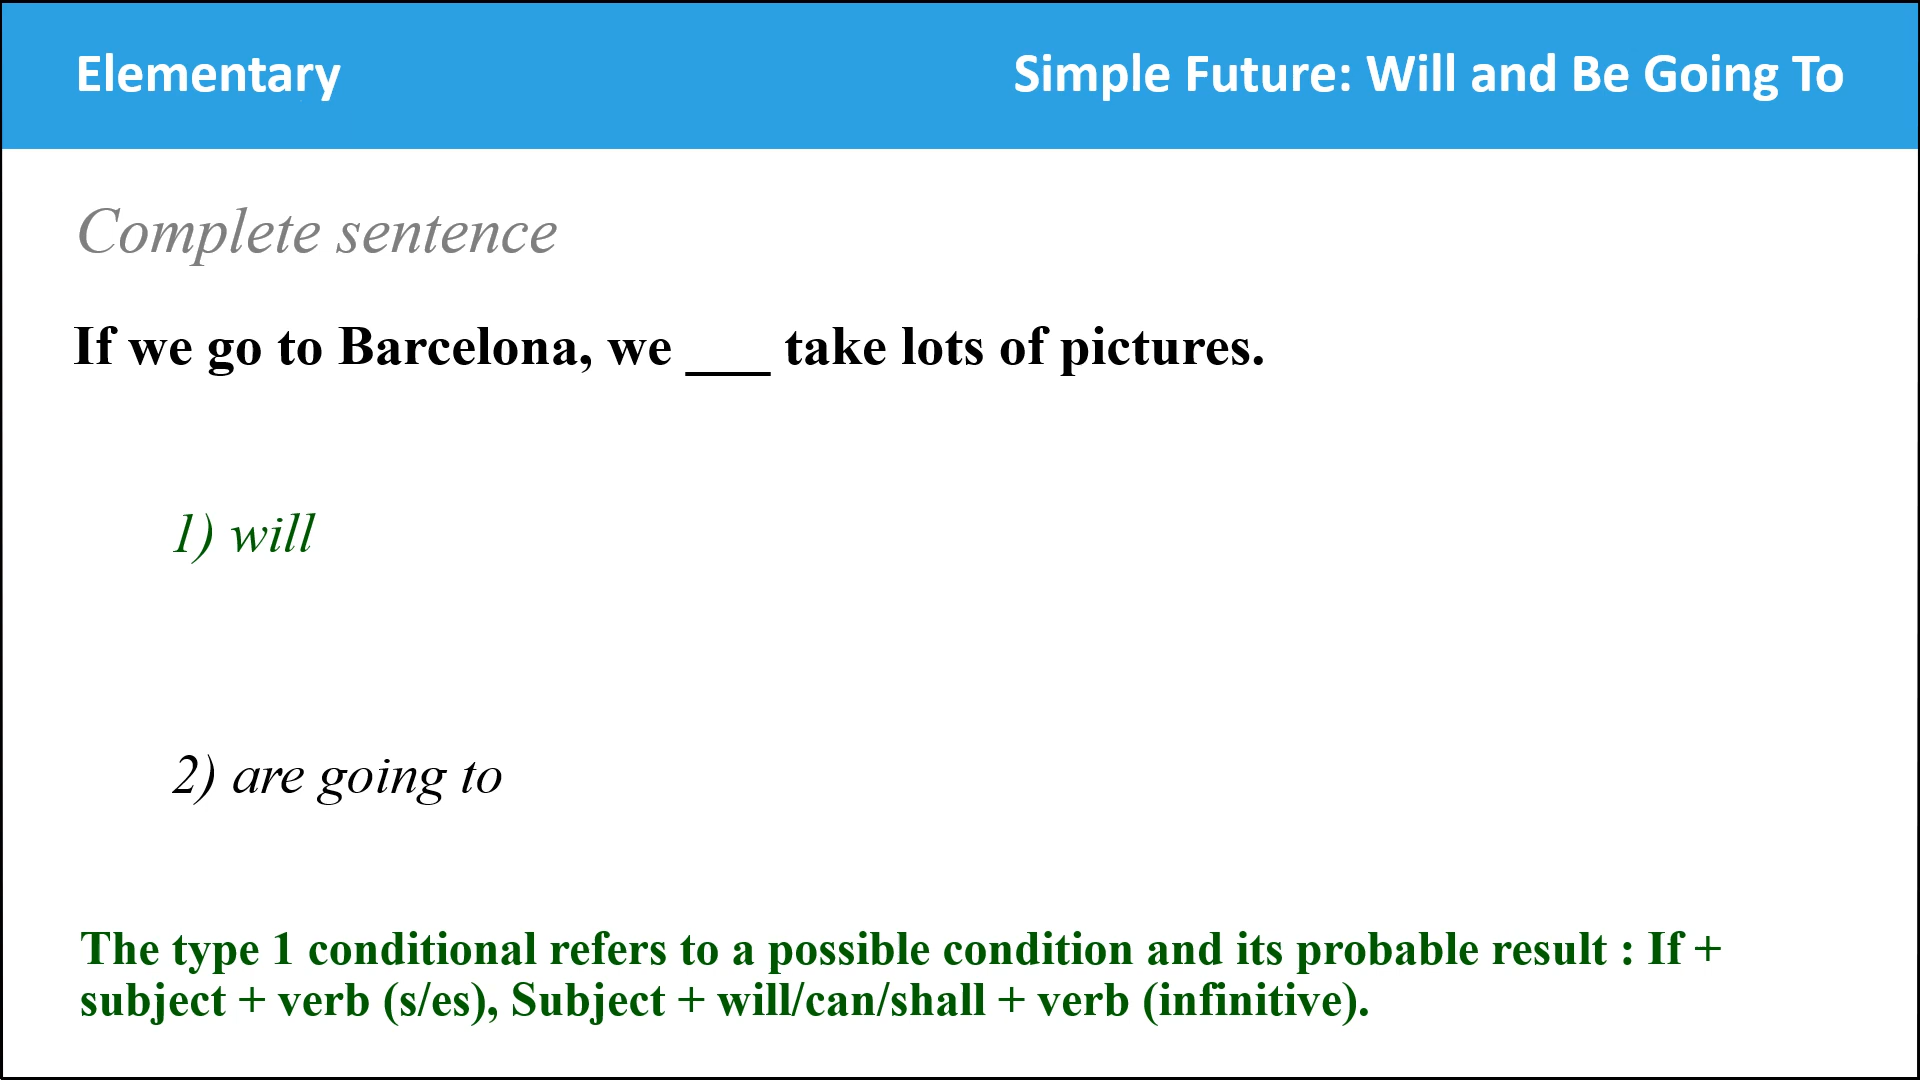 Elementary
Simple Future: Will and Be Going To
Complete sentence
If we go to Barcelona, we ___ take lots of pictures.
1) will
2) are going to
The type 1 conditional refers to a possible condition and its probable result : If +
subject + verb (s/es), Subject + will/can/shall + verb (infinitive).